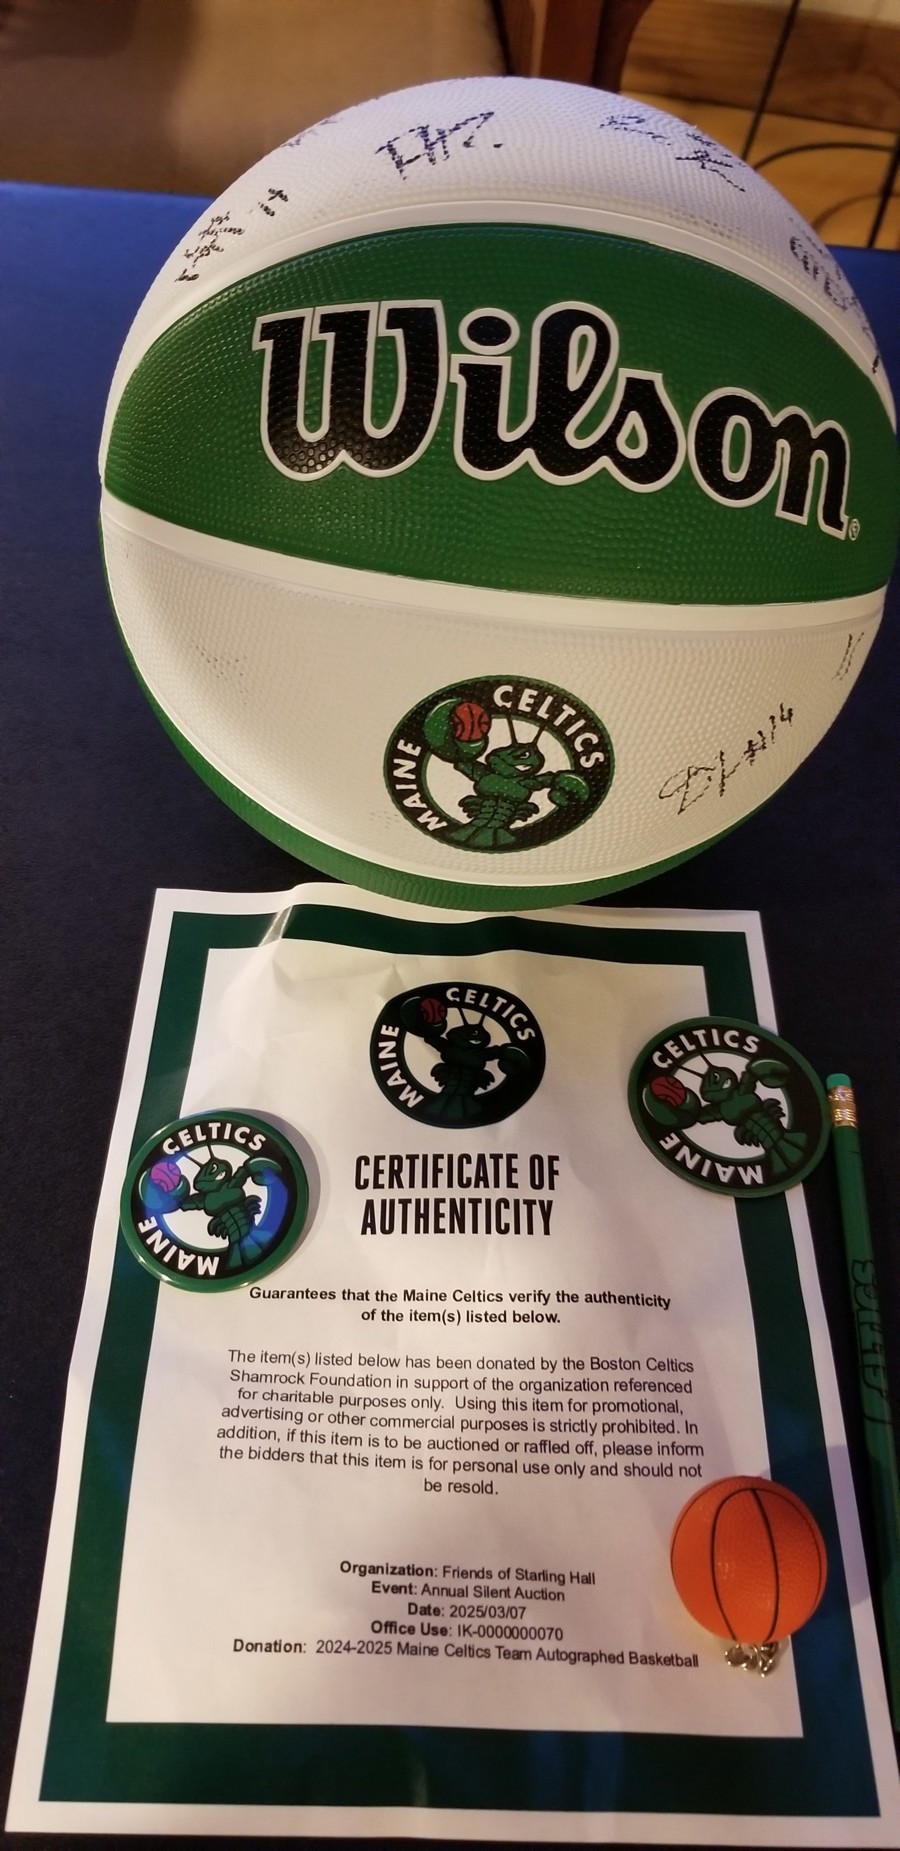 Wilson
®
MAINE CELTICS
#14
MAINE CELTICS
MAINE CELTICS
MAINE CELTICS
CERTIFICATE OF
AUTHENTICITY
Guarantees that the Maine Celtics verify the authenticity
of the item(s) listed below.
The item(s) listed below has been donated by the Boston Celtics
Shamrock Foundation in support of the organization referenced
for charitable purposes only. Using this item for promotional,
advertising or other commercial purposes is strictly prohibited. In
addition, if this item is to be auctioned or raffled off, please inform
the bidders that this item is for personal use only and should not
be resold.
Organization: Friends of Starling Hall
Event: Annual Silent Auction
Date: 2025/03/07
Office Use: IK-0000000070
Donation: 2024-2025 Maine Celtics Team Autographed Basketball